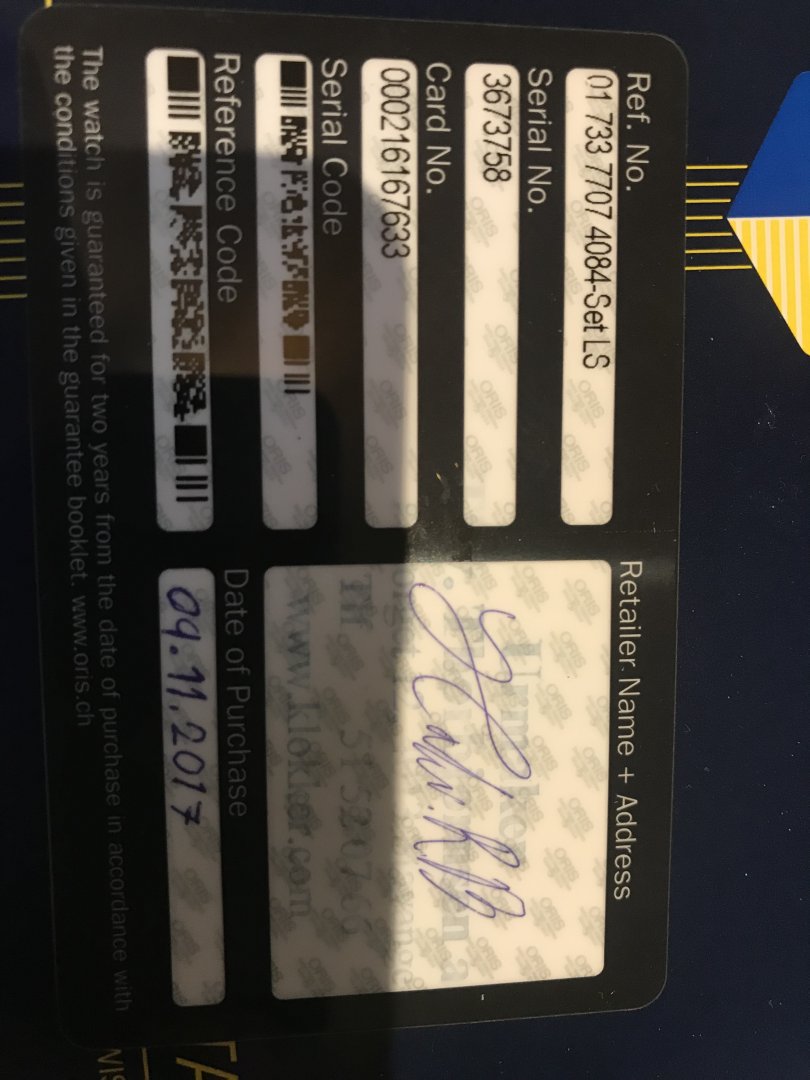 Ref. No.
01 733 7707 4084-Set LS
Serial No.
3673758
Card No.
000216167633
Serial Code
Reference Code
Retailer Name + Address
Tlf
www.klokker.com
Date of Purchase
09.11.2017
The watch is guaranteed for two years from the date of purchase in accordance with
the conditions given in the guarantee booklet. www.oris.ch